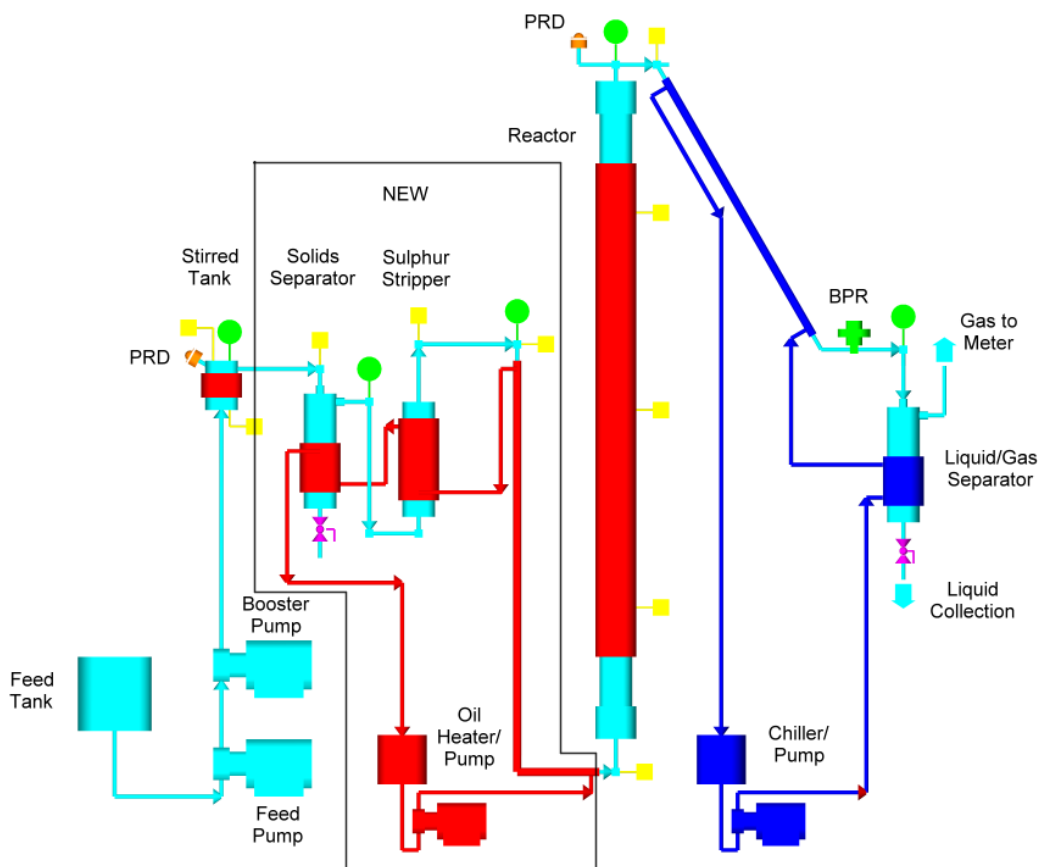 PRD
Reactor
NEW
Stirred
Tank
Solids
Separator
Sulphur
Stripper
PRD
BPR
Gas to
Meter
Liquid/Gas
Separator
Booster
Pump
Liquid
Collection
Feed
Tank
Oil
Heater/
Pump
Chiller/
Pump
Feed
Pump